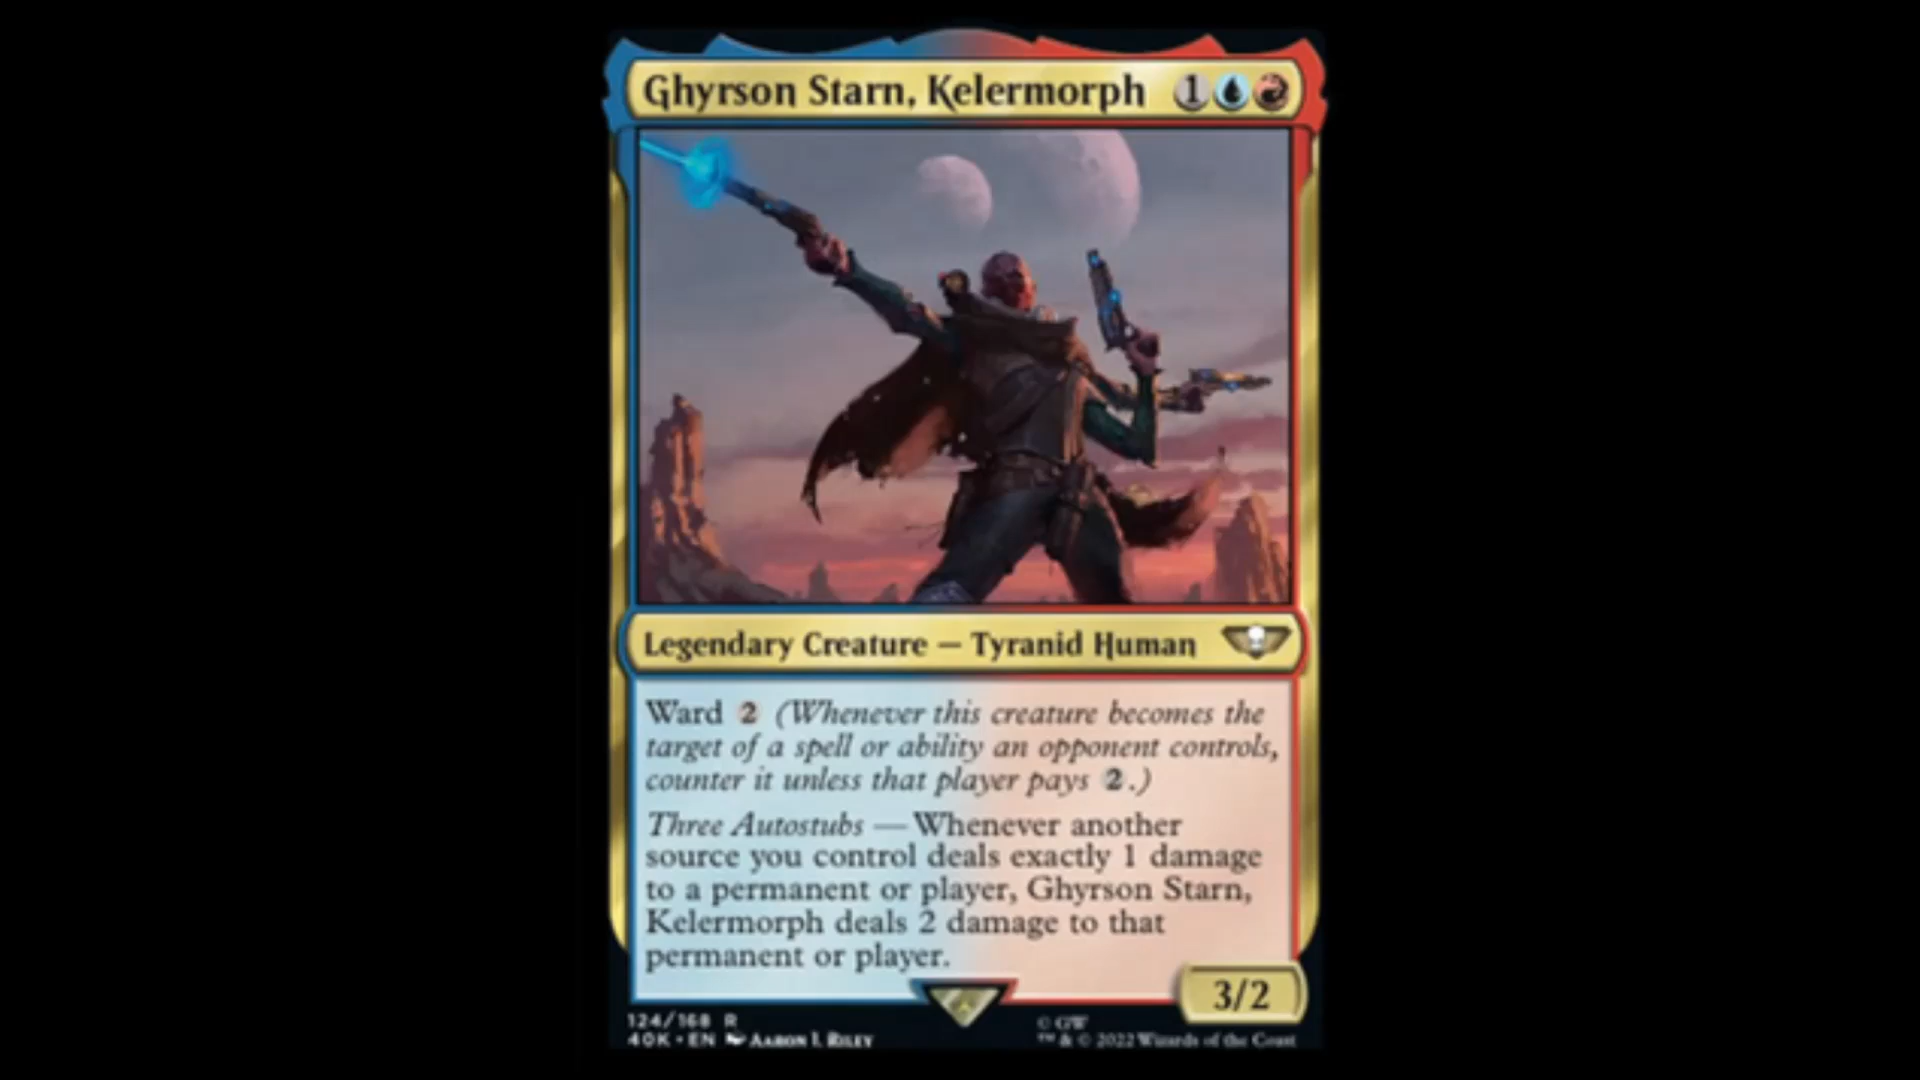 Ghyrson Starn, Kelermorph 1
Legendary Creature — Tyranid Human
Ward 2 (Whenever this creature becomes the
target of a spell or ability an opponent controls,
counter it unless that player pays 2.)
Three Autostubs — Whenever another
source you control deals exactly 1 damage
to a permanent or player, Ghyrson Starn,
Kelermorph deals 2 damage to that
permanent or player.
3/2
124/168 R
40K • EN Aaron J. Riley
© GW
™ & © 2022 Wizards of the Coast